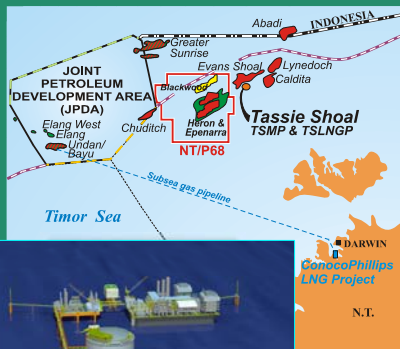 Abadi
INDONESIA
Greater
Sunrise
Evans Shoal
Lynedoch
Caldita
JOINT
PETROLEUM
DEVELOPMENT AREA
(JPDA)
Blackwood
Tassie Shoal
TSMP & TSLNGP
Chuditch
Heron &
Epenarra
NT/P68
Elang West
Elang
Undan/
Bayu
Subsea gas pipeline
Timor Sea
DARWIN
ConocoPhillips
LNG Project
N.T.